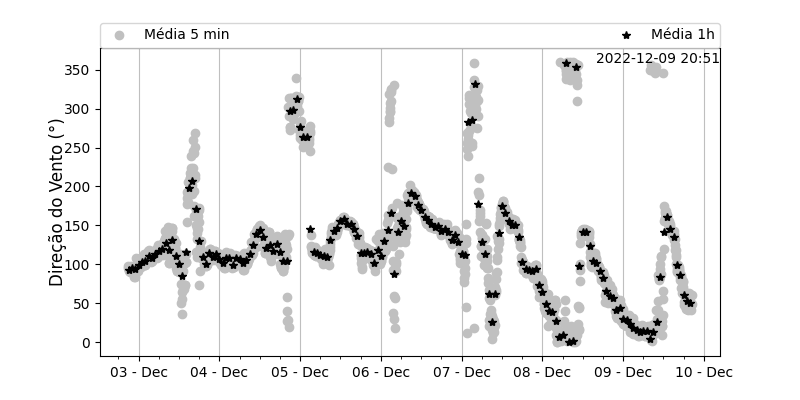 Média 5 min
Média 1h
2022-12-09 20:51
Direção do Vento (°)
350
300
250
200
150
100
50
0
03 - Dec
04 - Dec
05 - Dec
06 - Dec
07 - Dec
08 - Dec
09 - Dec
10 - Dec